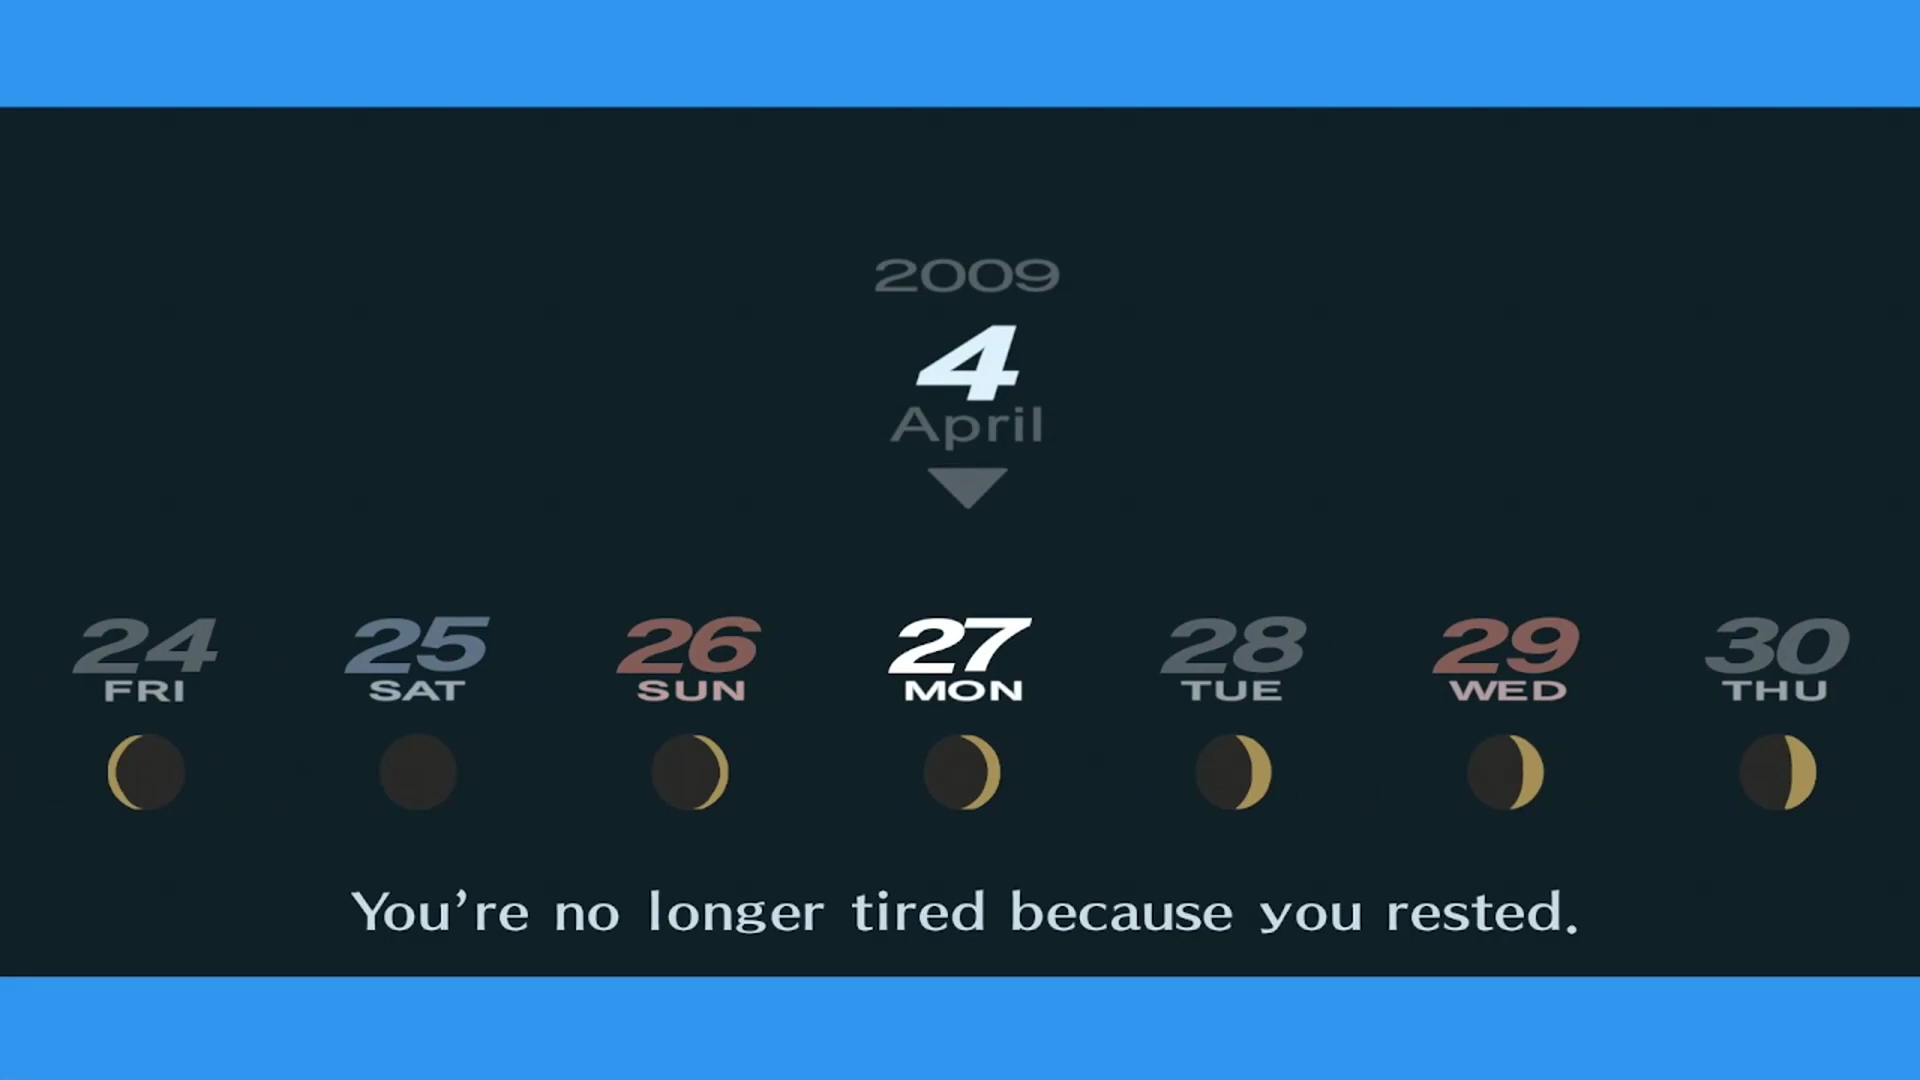 2009
4
April
24 25 26 27 28 29 30
FRI SAT SUN MON TUE WED THU
You're no longer tired because you rested.